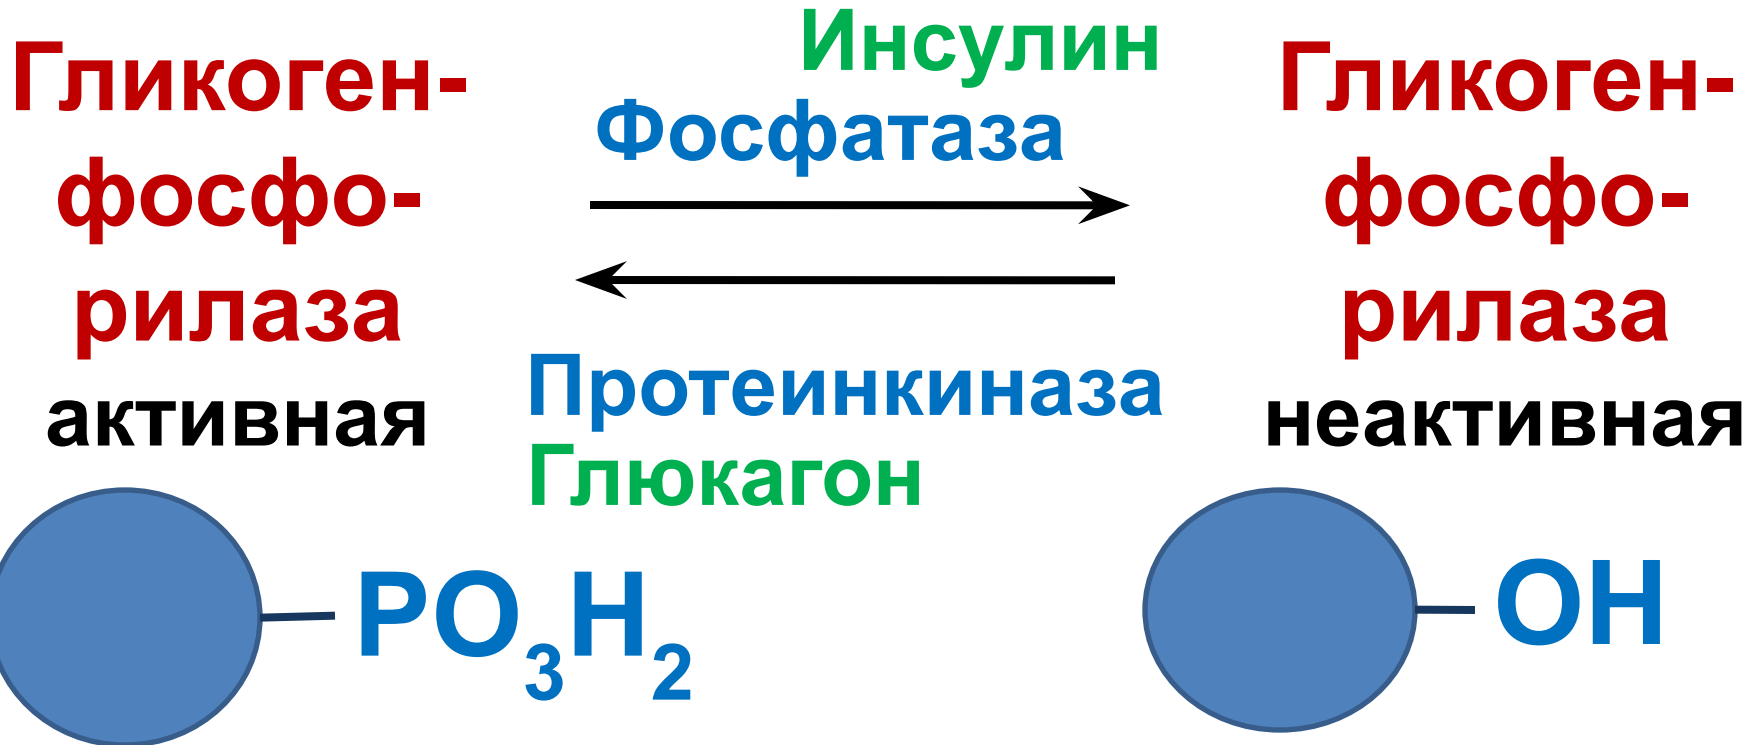 Гликоген-
фосфо-
рилаза
активная
Инсулин
Фосфатаза
Протеинкиназа
Глюкагон
Гликоген-
фосфо-
рилаза
неактивная
PO₃H₂
OH